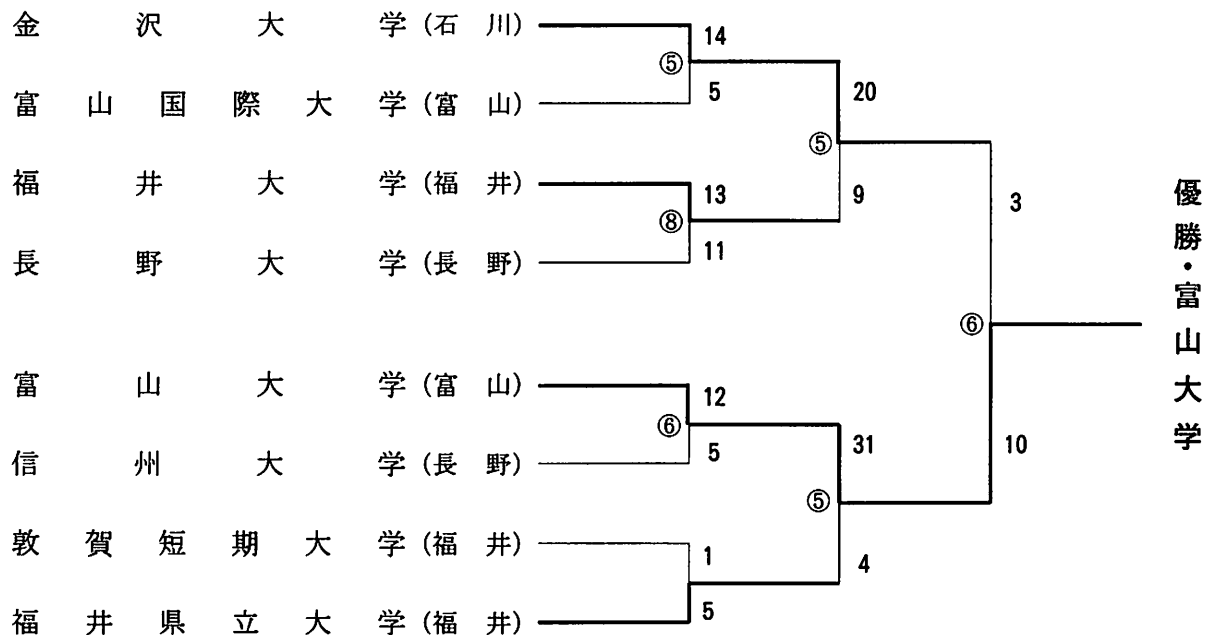 金沢大学(石川)
14
⑤
5
富山国際大学(富山)
20
⑤
9
福井大学(福井)
13
⑧
11
長野大学(長野)
3
⑥
10
富山大学(富山)
12
⑥
5
信州大学(長野)
31
⑤
4
敦賀短期大学(福井)
1
5
福井県立大学(福井)
優勝・富山大学